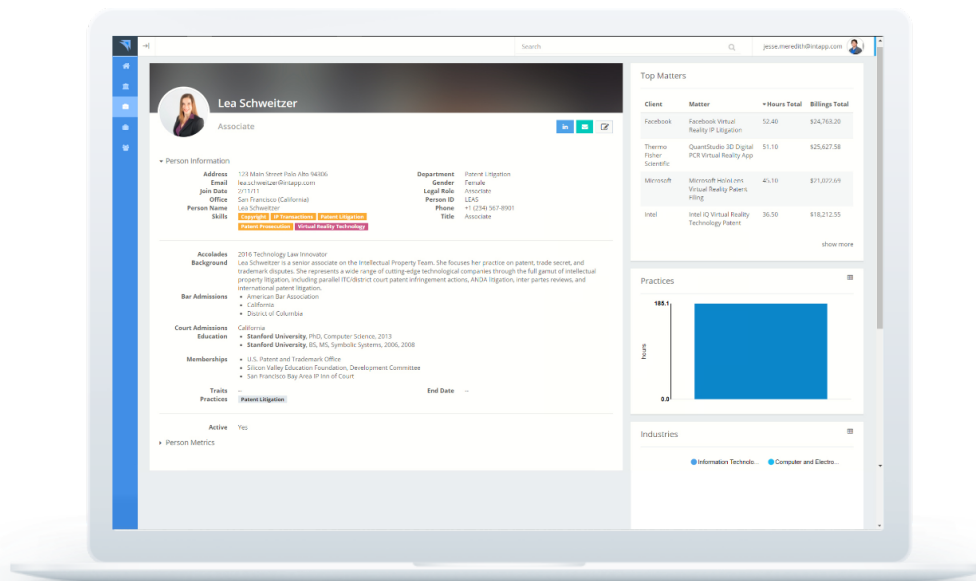 Search
jesse.meredith@intapp.com
Lea Schweitzer
Associate
in
Person Information
Address 123 Main Street Polo Alto 94306
Email lea.schweitzer@intapp.com
Join Date 2/11/11
Office San Francisco (California)
Person Name Lea Schweitzer
Skills Copyright IP Transactions Patent Litigation
Patent Prosecution Virtual Reality Technology
Department Patent Litigation
Gender Female
Legal Role Associate
Person ID LEAS
Phone +1 (234) 567-8901
Title Associate
Accolades 2016 Technology Law Innovator
Background Lea Schweitzer is a senior associate on the Intellectual Property Team. She focuses her practice on patent, trade secret, and
trademark disputes. She represents a wide range of cutting-edge technological companies through the full gamut of intellectual
property litigation, including parallel ITC/district court patent infringement actions, ANDA litigation, inter partes reviews, and
international patent litigation.
Bar Admissions • American Bar Association
• California
• District of Columbia
Court Admissions California
Education • Stanford University, PhD, Computer Science, 2013
• Stanford University, BS, MS, Symbolic Systems, 2006, 2008
Memberships • U.S. Patent and Trademark Office
• Silicon Valley Education Foundation, Development Committee
• San Francisco Bay Area IP Inn of Court
Traits --
End Date --
Practices Patent Litigation
Active Yes
Person Metrics
Top Matters
Client Matter Hours Total Billings Total
Facebook Facebook Virtual 52.40 $24,763.20
Reality IP Litigation
Thermo QuantStudio 3D Digital 51.10 $25,627.58
Fisher PCR Virtual Reality App
Scientific
Microsoft Microsoft HoloLens 45.10 $21,022.69
Virtual Reality Patent
Filing
Intel Intel IQ Virtual Reality 36.50 $18,212.55
Technology Patent
show more
Practices
185.1
hours
0.0
Industries
Information Technolo... Computer and Electro...